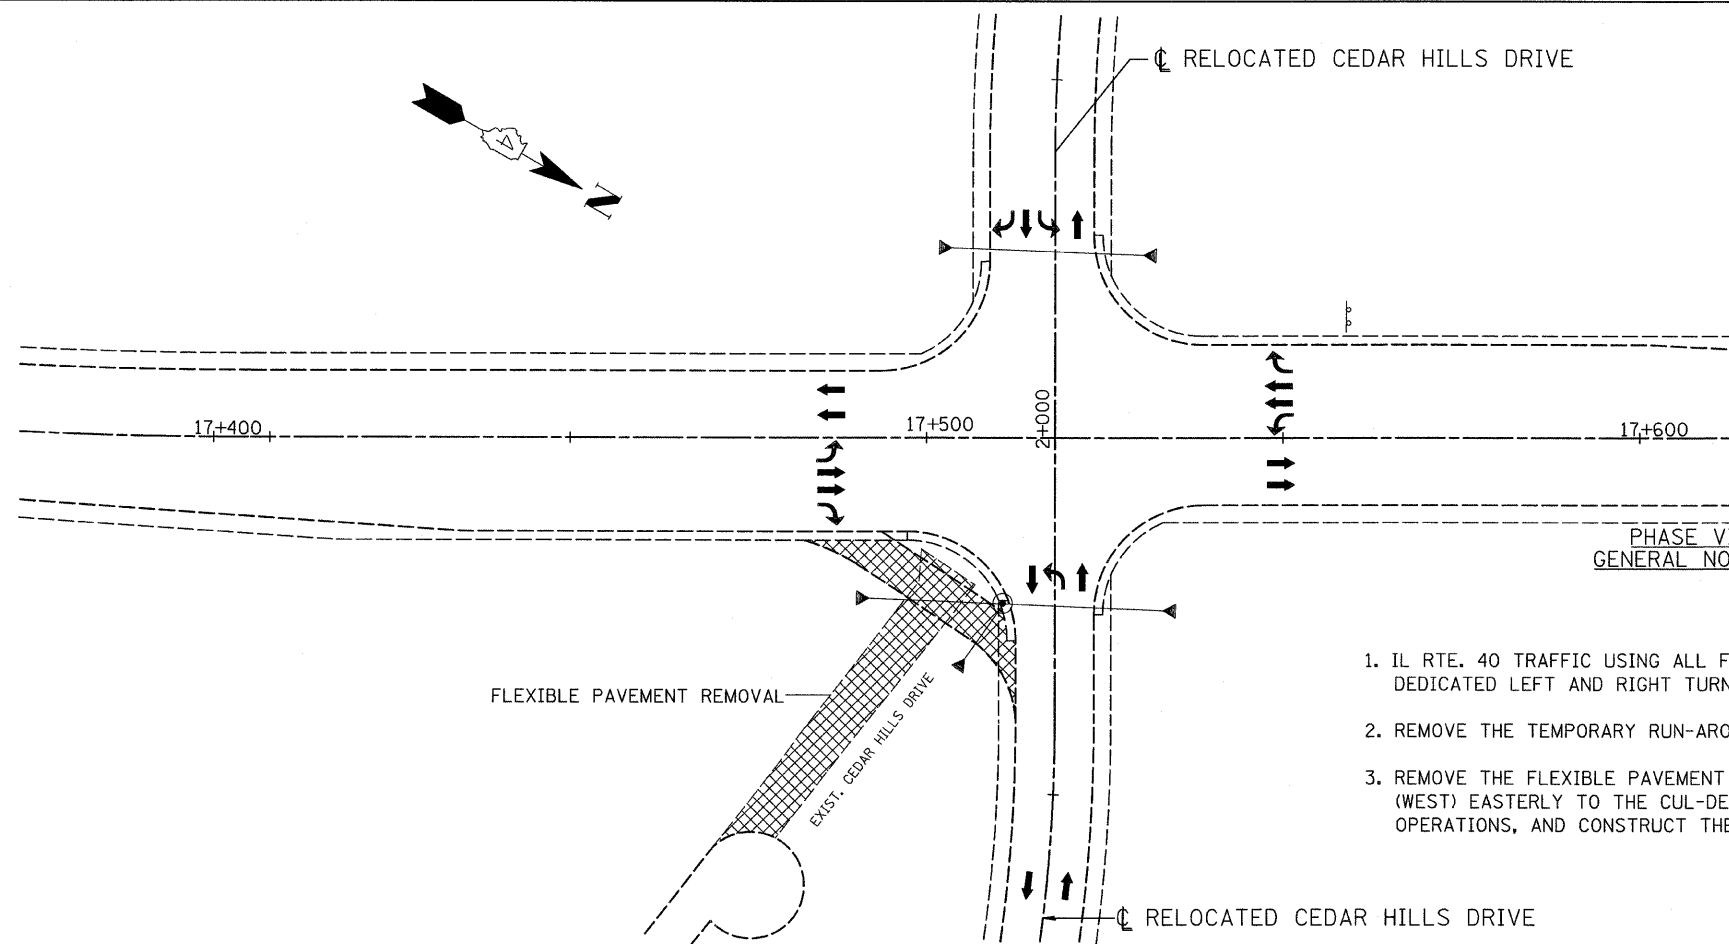 ℄ RELOCATED CEDAR HILLS DRIVE
N
17+400
17+500
2+000
17+600
PHASE V
GENERAL NO
FLEXIBLE PAVEMENT REMOVAL
EXIST. CEDAR HILLS DRIVE
1. IL RTE. 40 TRAFFIC USING ALL F
DEDICATED LEFT AND RIGHT TURN
2. REMOVE THE TEMPORARY RUN-ARO
3. REMOVE THE FLEXIBLE PAVEMENT
(WEST) EASTERLY TO THE CUL-DE
OPERATIONS, AND CONSTRUCT THE
℄ RELOCATED CEDAR HILLS DRIVE